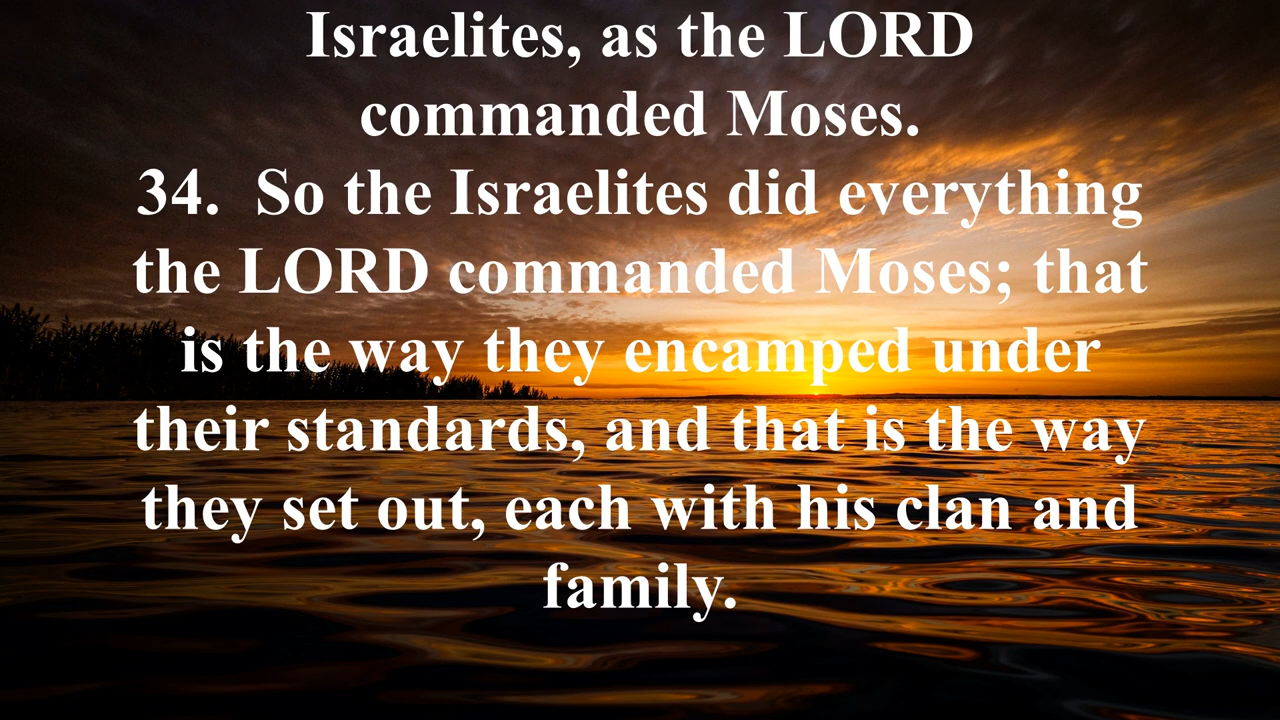 Israelites, as the LORD
commanded Moses.
34.  So the Israelites did everything
the LORD commanded Moses; that
is the way they encamped under
their standards, and that is the way
they set out, each with his clan and
family.